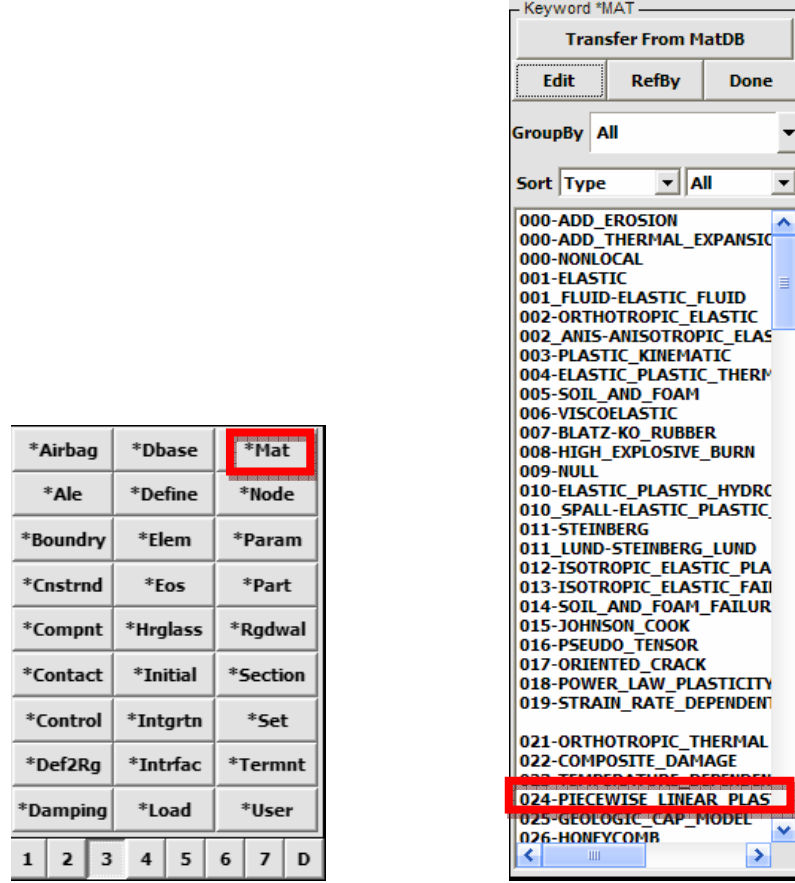 *Airbag *Dbase *Mat
*Ale *Define *Node
*Boundry *Elem *Param
*Cnstrnd *Eos *Part
*Compnt *Hrglass *Rgdwal
*Contact *Initial *Section
*Control *Intgrtn *Set
*Def2Rg *Intrfac *Termnt
*Damping *Load *User
1 2 3 4 5 6 7 D
Keyword *MAT
Transfer From MatDB
Edit RefBy Done
GroupBy All
Sort Type All
000-ADD_EROSION
000-ADD_THERMAL_EXPANSIO
000-NONLOCAL
001-ELASTIC
001_FLUID-ELASTIC_FLUID
002-ORTHOTROPIC_ELASTIC
002_ANIS-ANISOTROPIC_ELAS
003-PLASTIC_KINEMATIC
004-ELASTIC_PLASTIC_THERM
005-SOIL_AND_FOAM
006-VISCOELASTIC
007-BLATZ-KO_RUBBER
008-HIGH_EXPLOSIVE_BURN
009-NULL
010-ELASTIC_PLASTIC_HYDRO
010_SPALL-ELASTIC_PLASTIC_
011-STEINBERG
011_LUND-STEINBERG_LUND
012-ISOTROPIC_ELASTIC_PLA
013-ISOTROPIC_ELASTIC_FAI
014-SOIL_AND_FOAM_FAILUR
015-JOHNSON_COOK
016-PSEUDO_TENSOR
017-ORIENTED_CRACK
018-POWER_LAW_PLASTICITY
019-STRAIN_RATE_DEPENDENT
021-ORTHOTROPIC_THERMAL
022-COMPOSITE_DAMAGE
023-TEMPERATURE_DEPENDEN
024-PIECEWISE_LINEAR_PLAS
025-GEOLOGIC_CAP_MODEL
026-HONEYCOMB